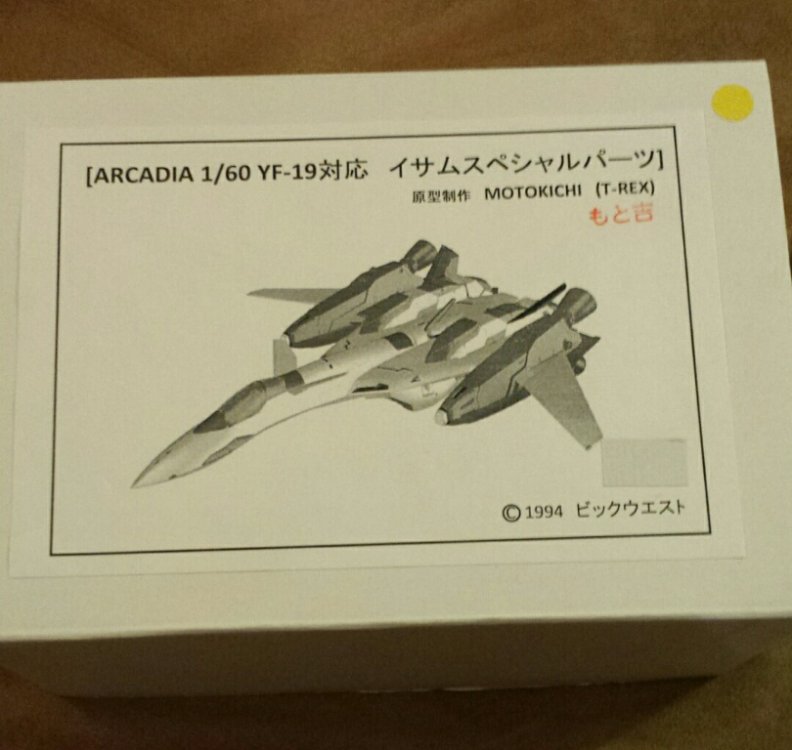 [ARCADIA 1/60 YF-19対応 イサムスペシャルパーツ]
原型制作 MOTOKICHI (T-REX)
もと吉
©1994 ビックウエスト